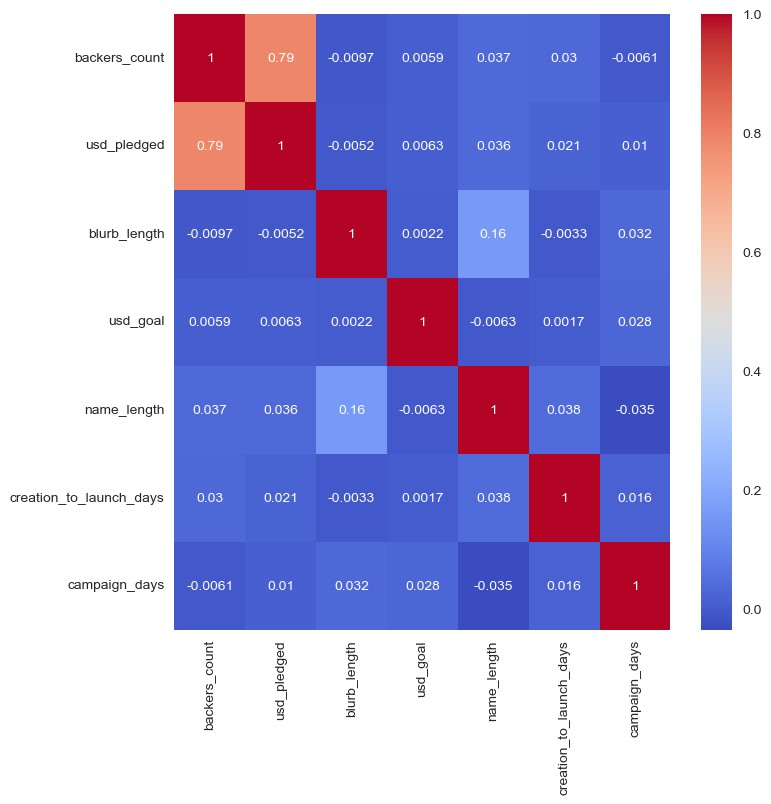 1.0
backers_count 1 0.79 -0.0097 0.0059 0.037 0.03 -0.0061
0.8
usd_pledged 0.79 1 -0.0052 0.0063 0.036 0.021 0.01
blurb_length -0.0097 -0.0052 1 0.0022 0.16 -0.0033 0.032
0.6
usd_goal 0.0059 0.0063 0.0022 1 -0.0063 0.0017 0.028
0.4
name_length 0.037 0.036 0.16 -0.0063 1 0.038 -0.035
0.2
creation_to_launch_days 0.03 0.021 -0.0033 0.0017 0.038 1 0.016
campaign_days -0.0061 0.01 0.032 0.028 -0.035 0.016 1
0.0
backers_count
usd_pledged
blurb_length
usd_goal
name_length
creation_to_launch_days
campaign_days